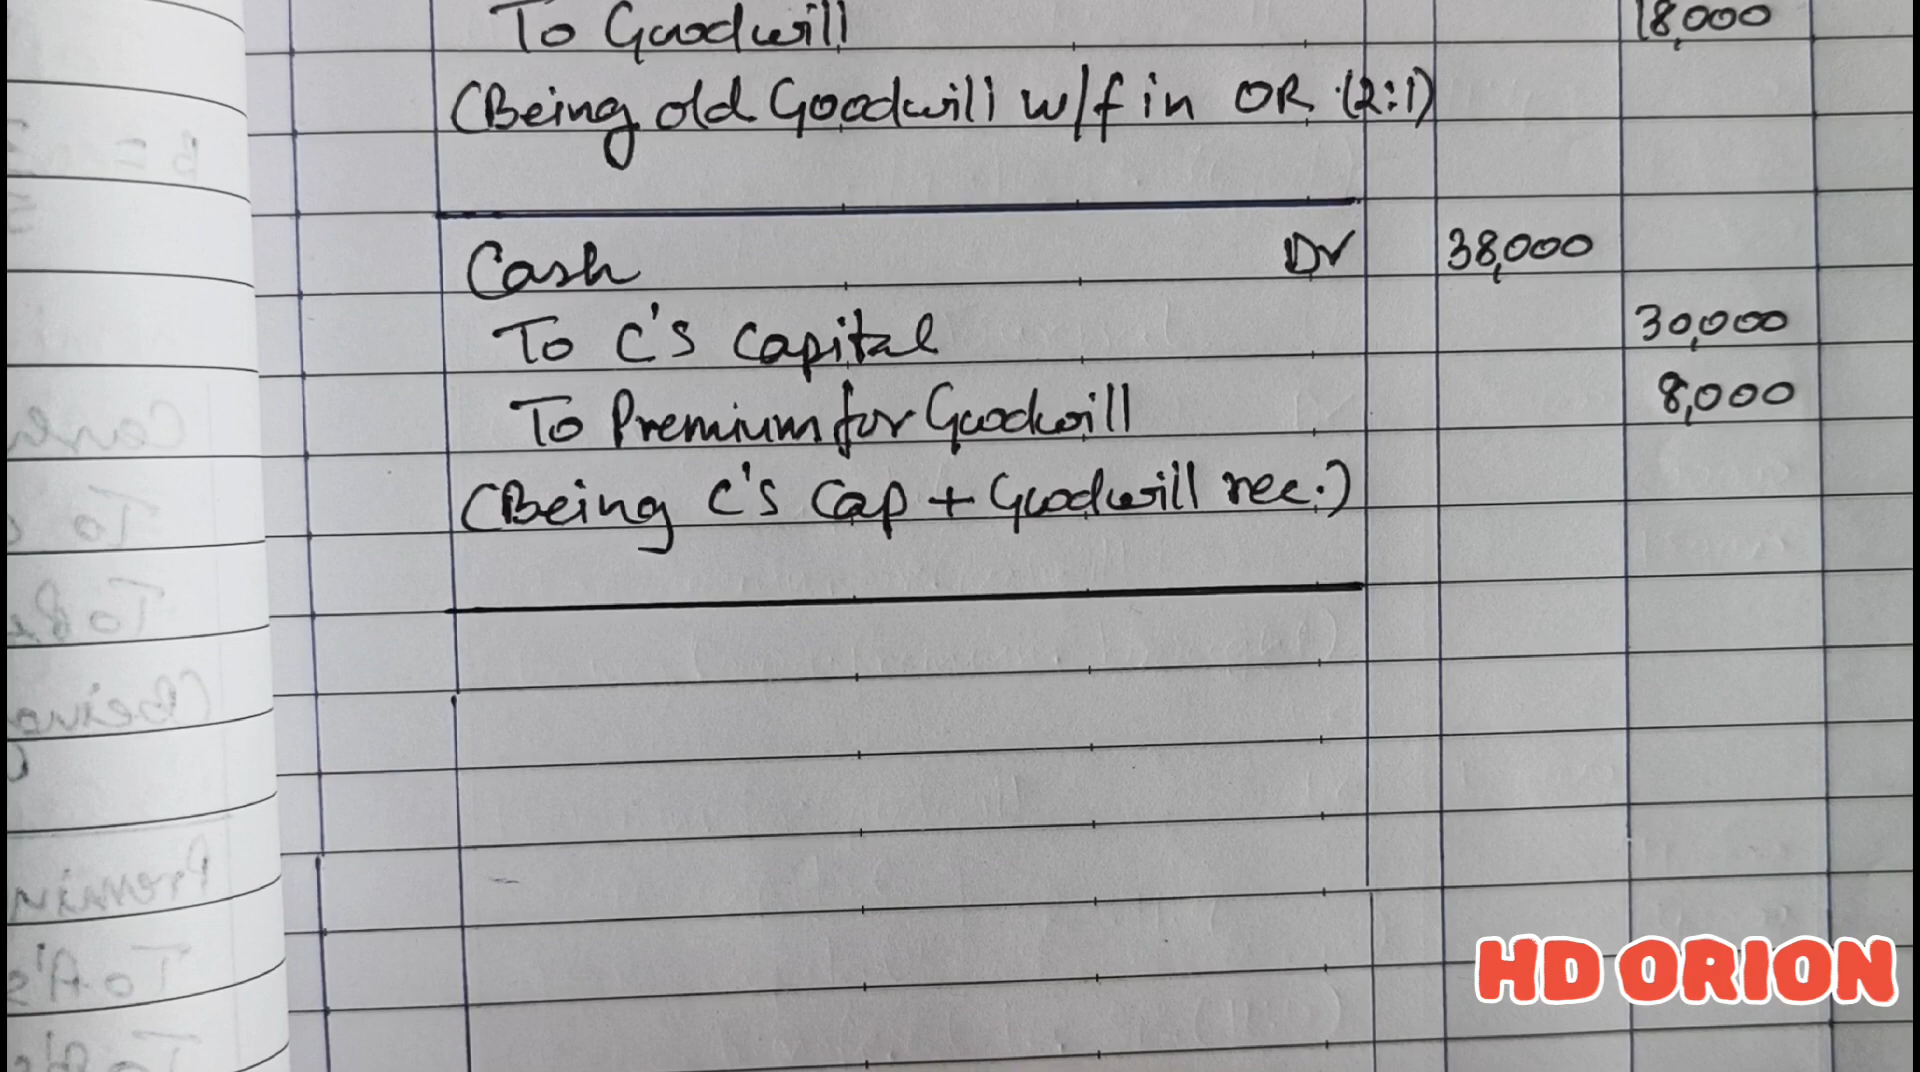 To Goodwill 18,000
(Being old Goodwill w/f in OR (2:1)
Cash Dr 38,000
To C's Capital 30,000
To Premium for Goodwill 8,000
(Being C's Cap + Goodwill rec.)
HD ORION